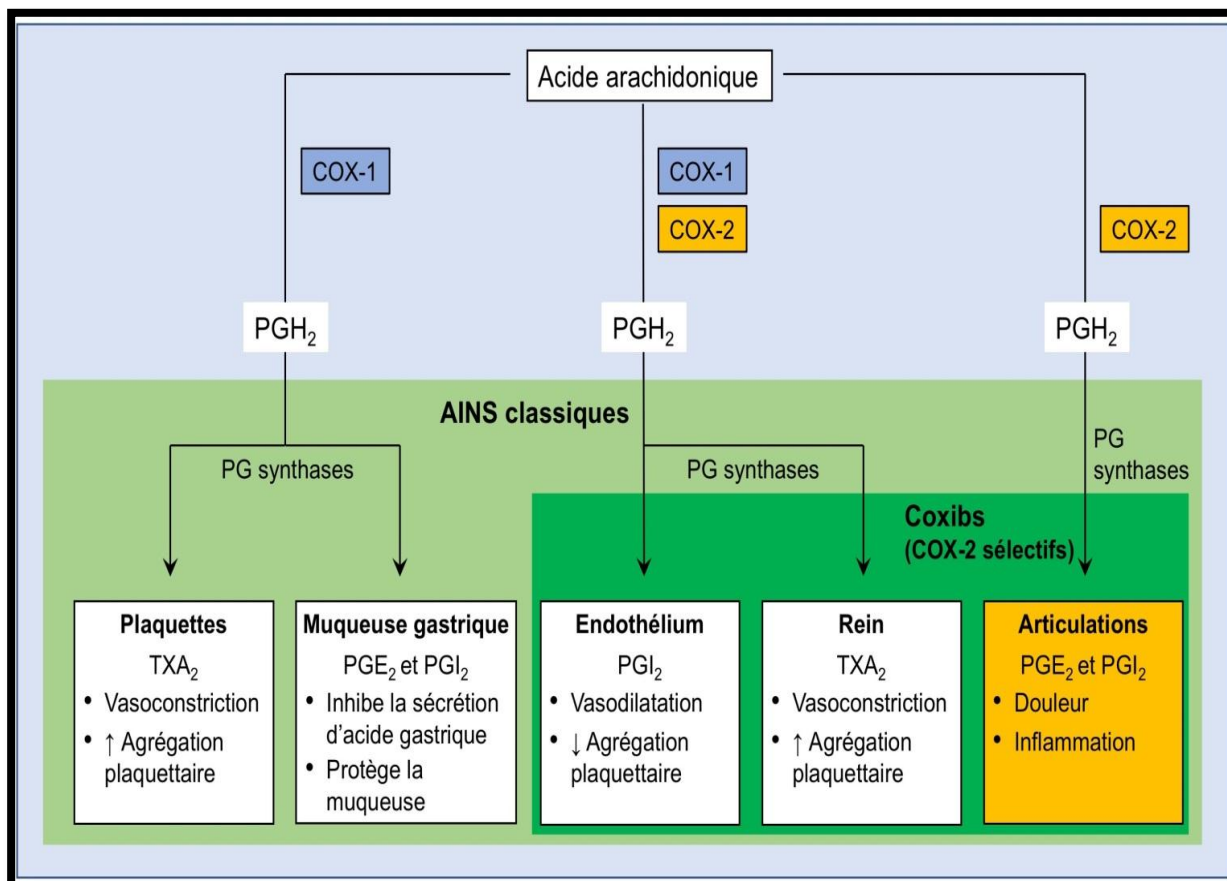 Acide arachidonique
COX-1
COX-1
COX-2
COX-2
PGH₂
PGH₂
PGH₂
AINS classiques
PG synthases
PG synthases
PG
synthases
Coxibs
(COX-2 sélectifs)
Plaquettes
TXA₂
• Vasoconstriction
• ↑ Agrégation
plaquettaire
Muqueuse gastrique
PGE₂ et PGI₂
• Inhibe la sécrétion
d’acide gastrique
• Protège la
muqueuse
Endothélium
PGI₂
• Vasodilatation
• ↓ Agrégation
plaquettaire
Rein
TXA₂
• Vasoconstriction
• ↑ Agrégation
plaquettaire
Articulations
PGE₂ et PGI₂
• Douleur
• Inflammation